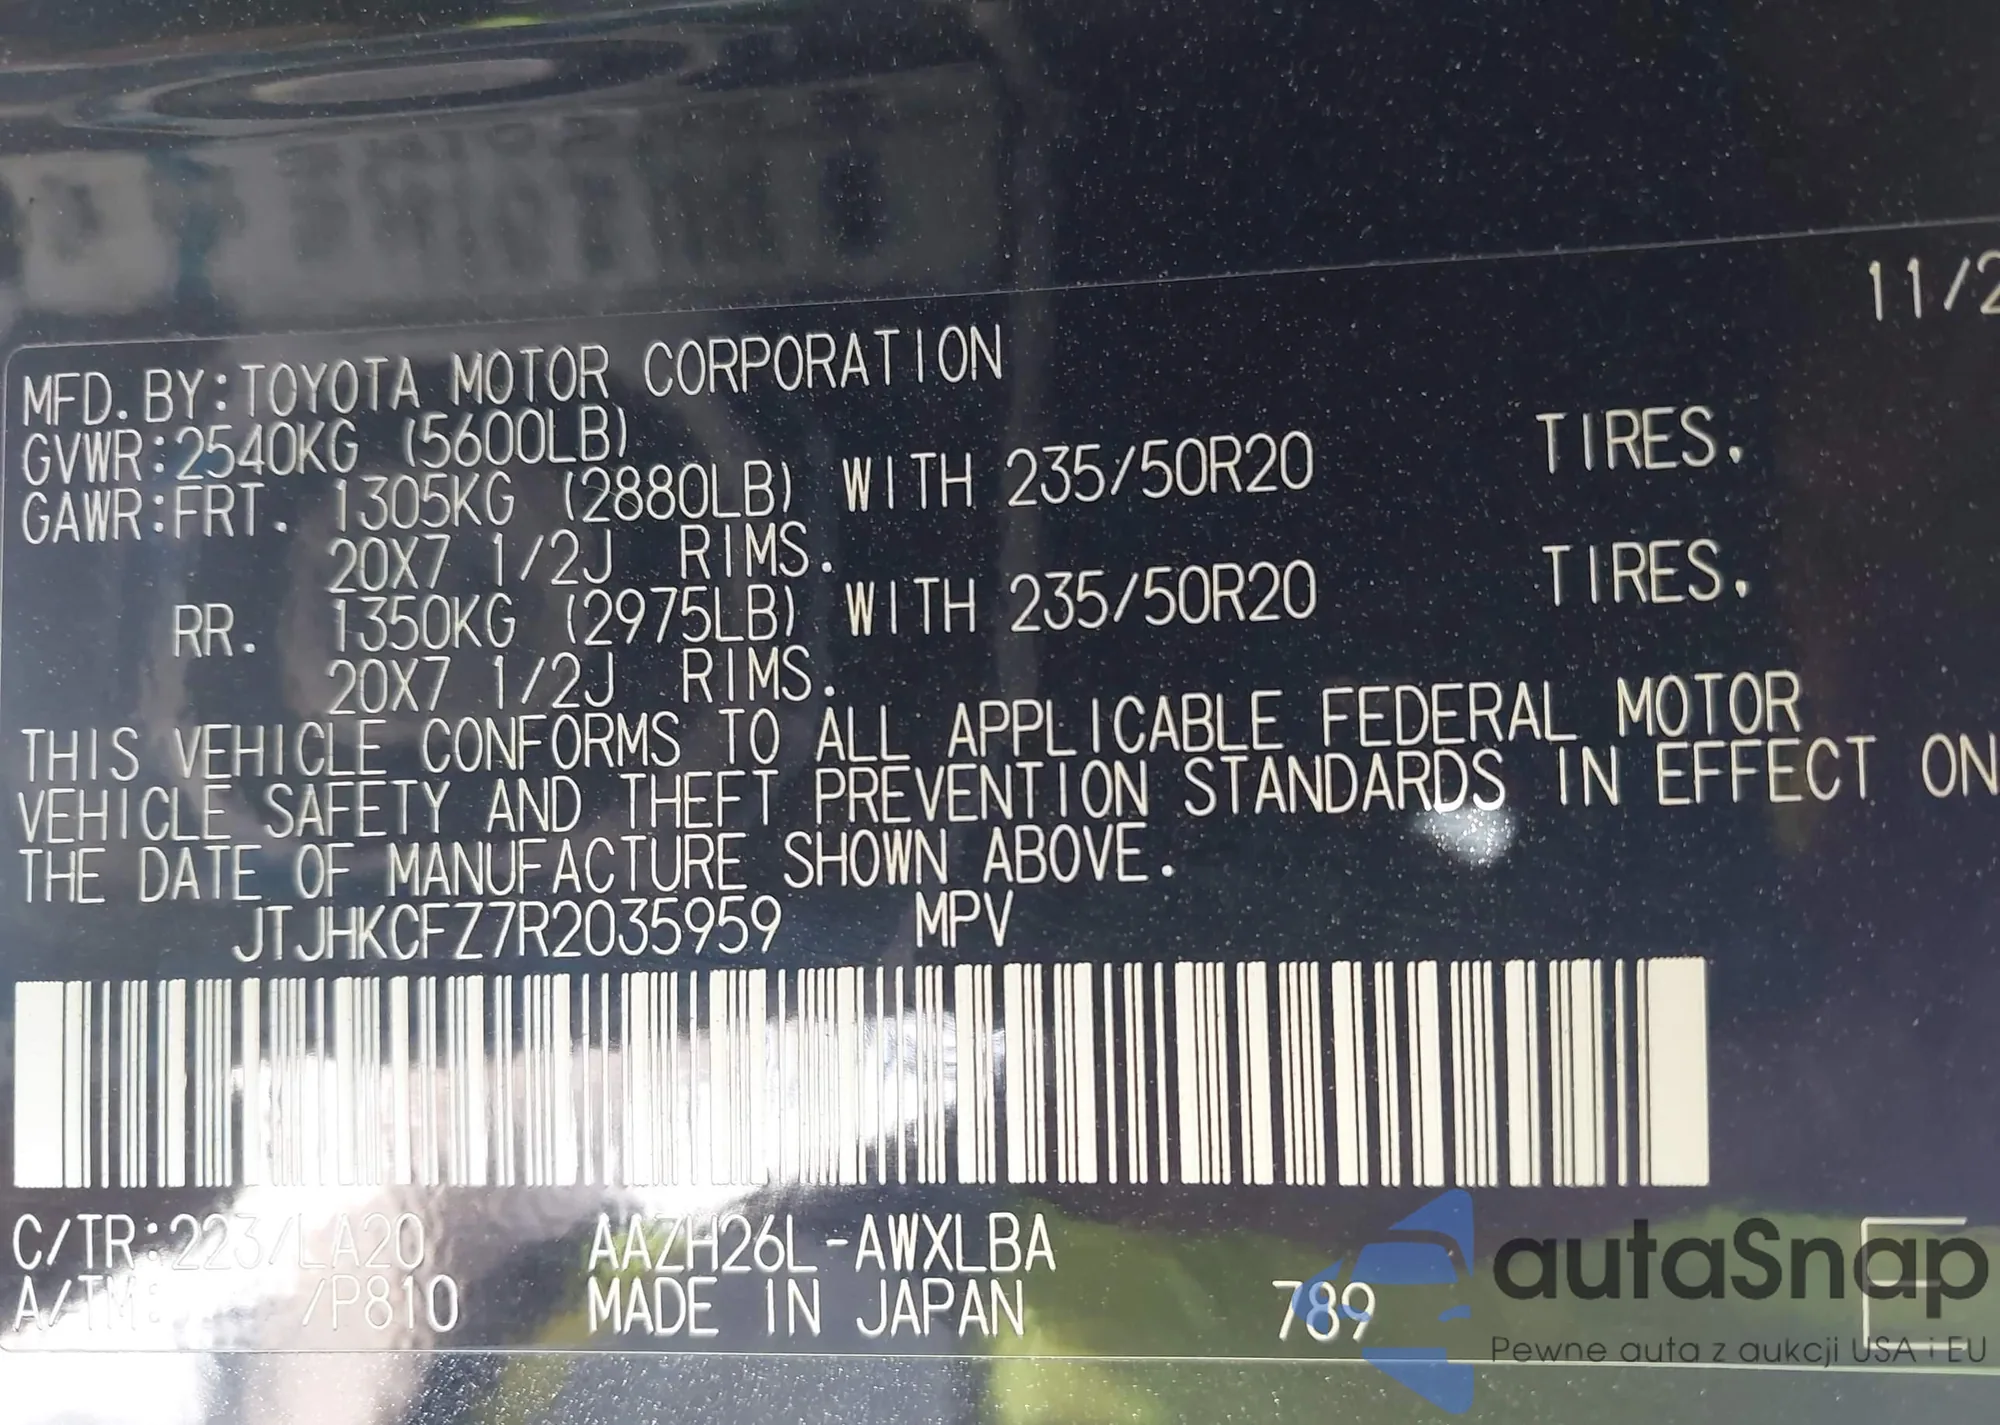 11/2
MFD. BY:TOYOTA MOTOR CORPORATION
GVWR:2540KG (5600LB)
GAWR:FRT. 1305KG (2880LB) WITH 235/50R20 TIRES.
20X7 1/2J RIMS.
RR. 1350KG (2975LB) WITH 235/50R20 TIRES.
20X7 1/2J RIMS.
THIS VEHICLE CONFORMS TO ALL APPLICABLE FEDERAL MOTOR
VEHICLE SAFETY AND THEFT PREVENTION STANDARDS IN EFFECT ON
THE DATE OF MANUFACTURE SHOWN ABOVE.
JTJHKCFZ7R2035959 MPV
C/TR:223/LA20 AAZH26L-AWXLBA
A/TM: /P810 MADE IN JAPAN 789
autaSnap
Pewne auta z aukcji USA i EU